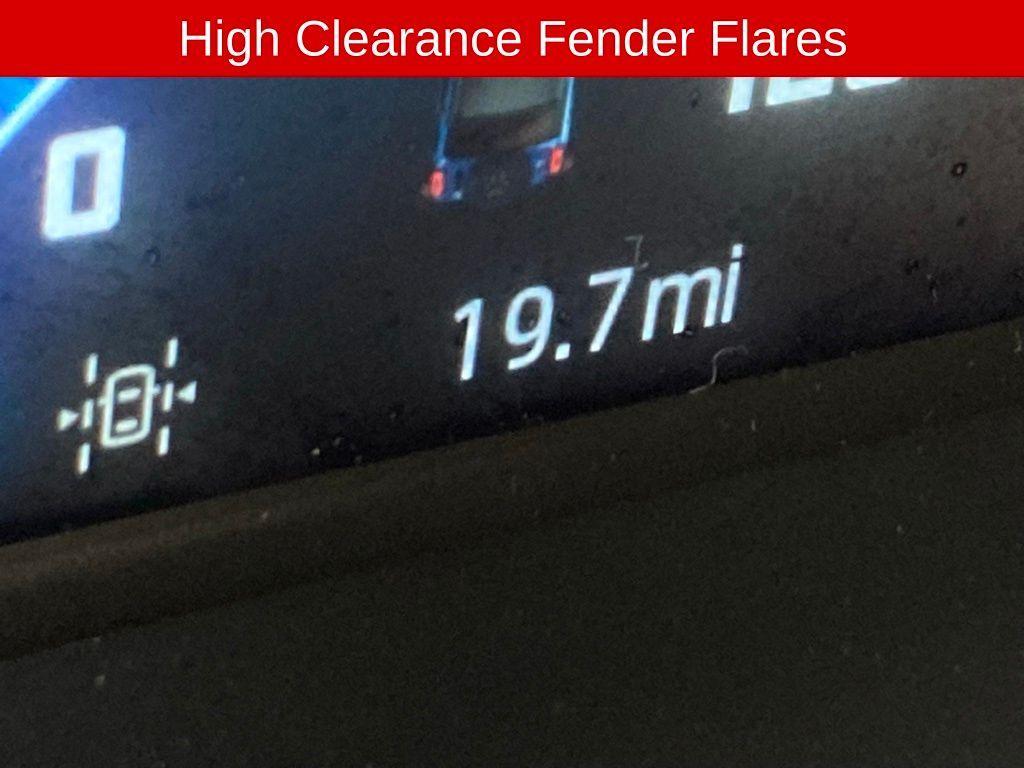 High Clearance Fender Flares
0
19.7mi